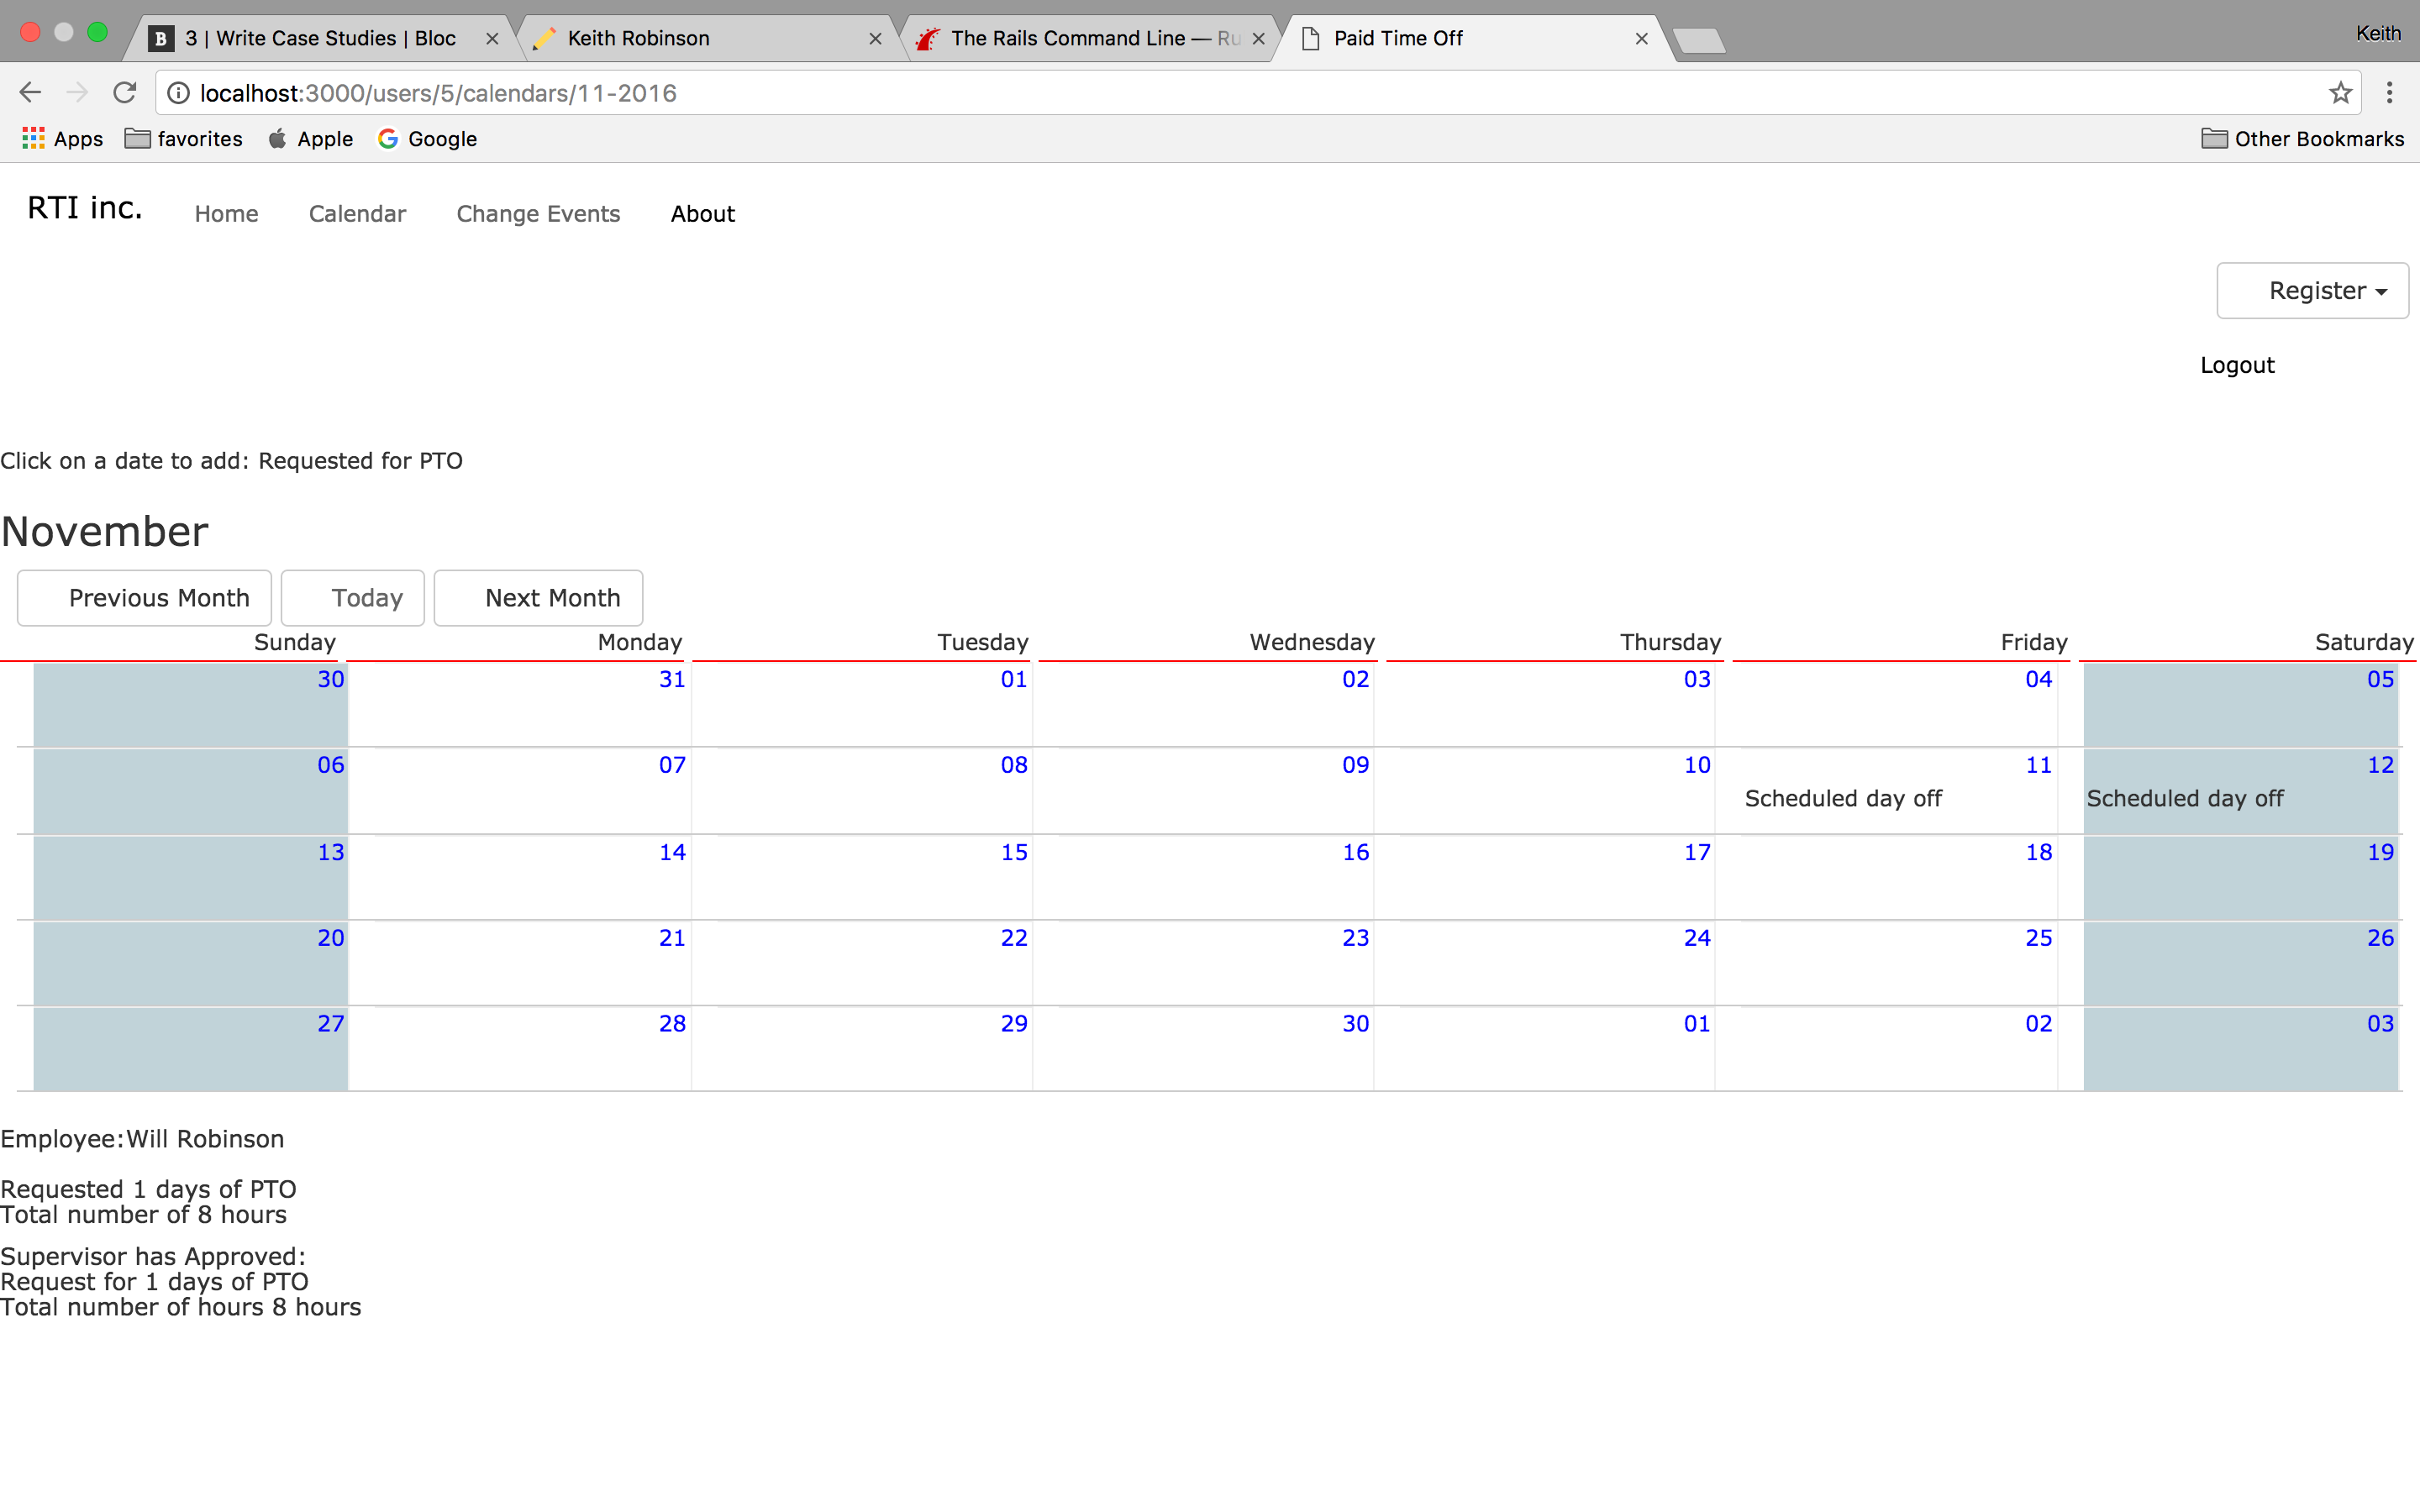 3 | Write Case Studies | Bloc
Keith Robinson
The Rails Command Line — Ru
Paid Time Off
Keith
localhost:3000/users/5/calendars/11-2016
Apps favorites Apple Google Other Bookmarks
RTI inc. Home Calendar Change Events About
Register
Logout
Click on a date to add: Requested for PTO
November
Previous Month Today Next Month
Sunday Monday Tuesday Wednesday Thursday Friday Saturday
30 31 01 02 03 04 05
06 07 08 09 10 11 12
Scheduled day off Scheduled day off
13 14 15 16 17 18 19
20 21 22 23 24 25 26
27 28 29 30 01 02 03
Employee:Will Robinson
Requested 1 days of PTO
Total number of 8 hours
Supervisor has Approved:
Request for 1 days of PTO
Total number of hours 8 hours